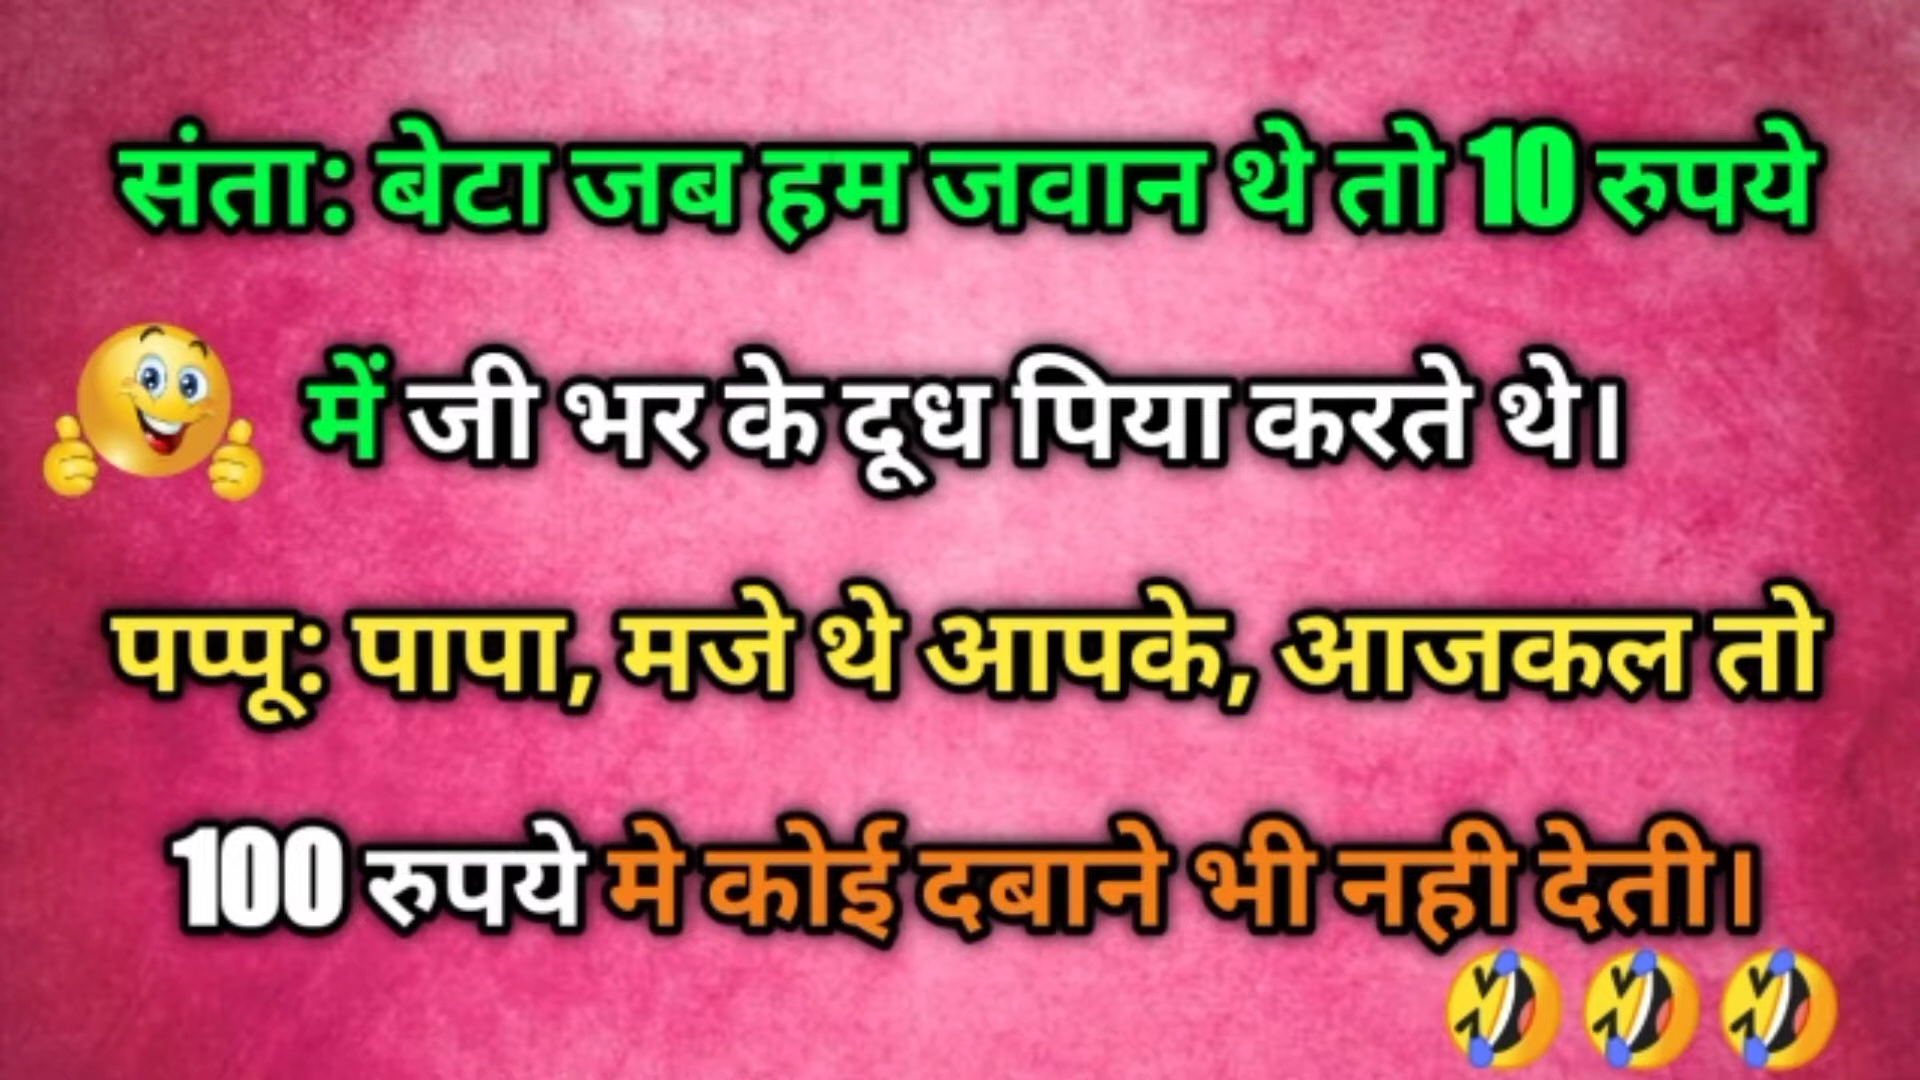 संता: बेटा जब हम जवान थे तो 10 रुपये
में जी भर के दूध पिया करते थे।
पप्पू: पापा, मजे थे आपके, आजकल तो
100 रुपये मे कोई दबाने भी नही देती।